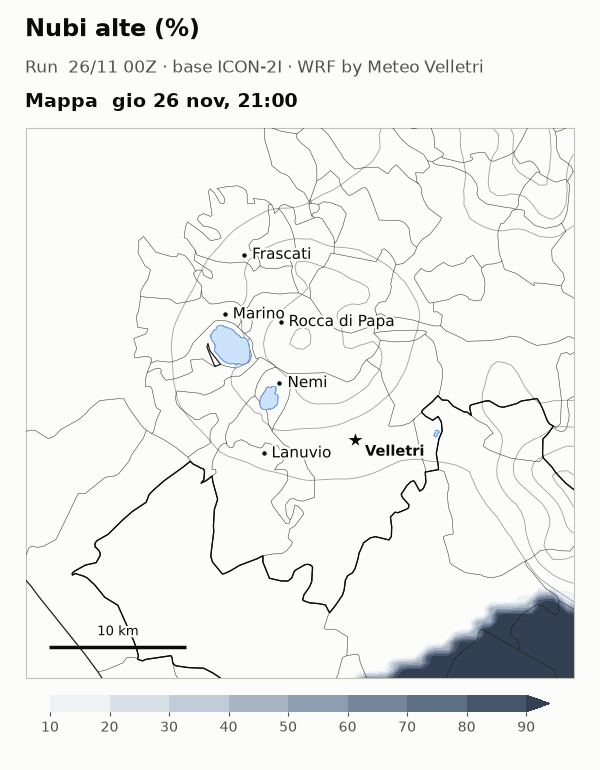 Nubi alte (%)
Run  26/11 00Z · base ICON-2I · WRF by Meteo Velletri
Mappa  gio 26 nov, 21:00
Frascati
Marino
Rocca di Papa
Nemi
Velletri
Lanuvio
10 km
10 20 30 40 50 60 70 80 90